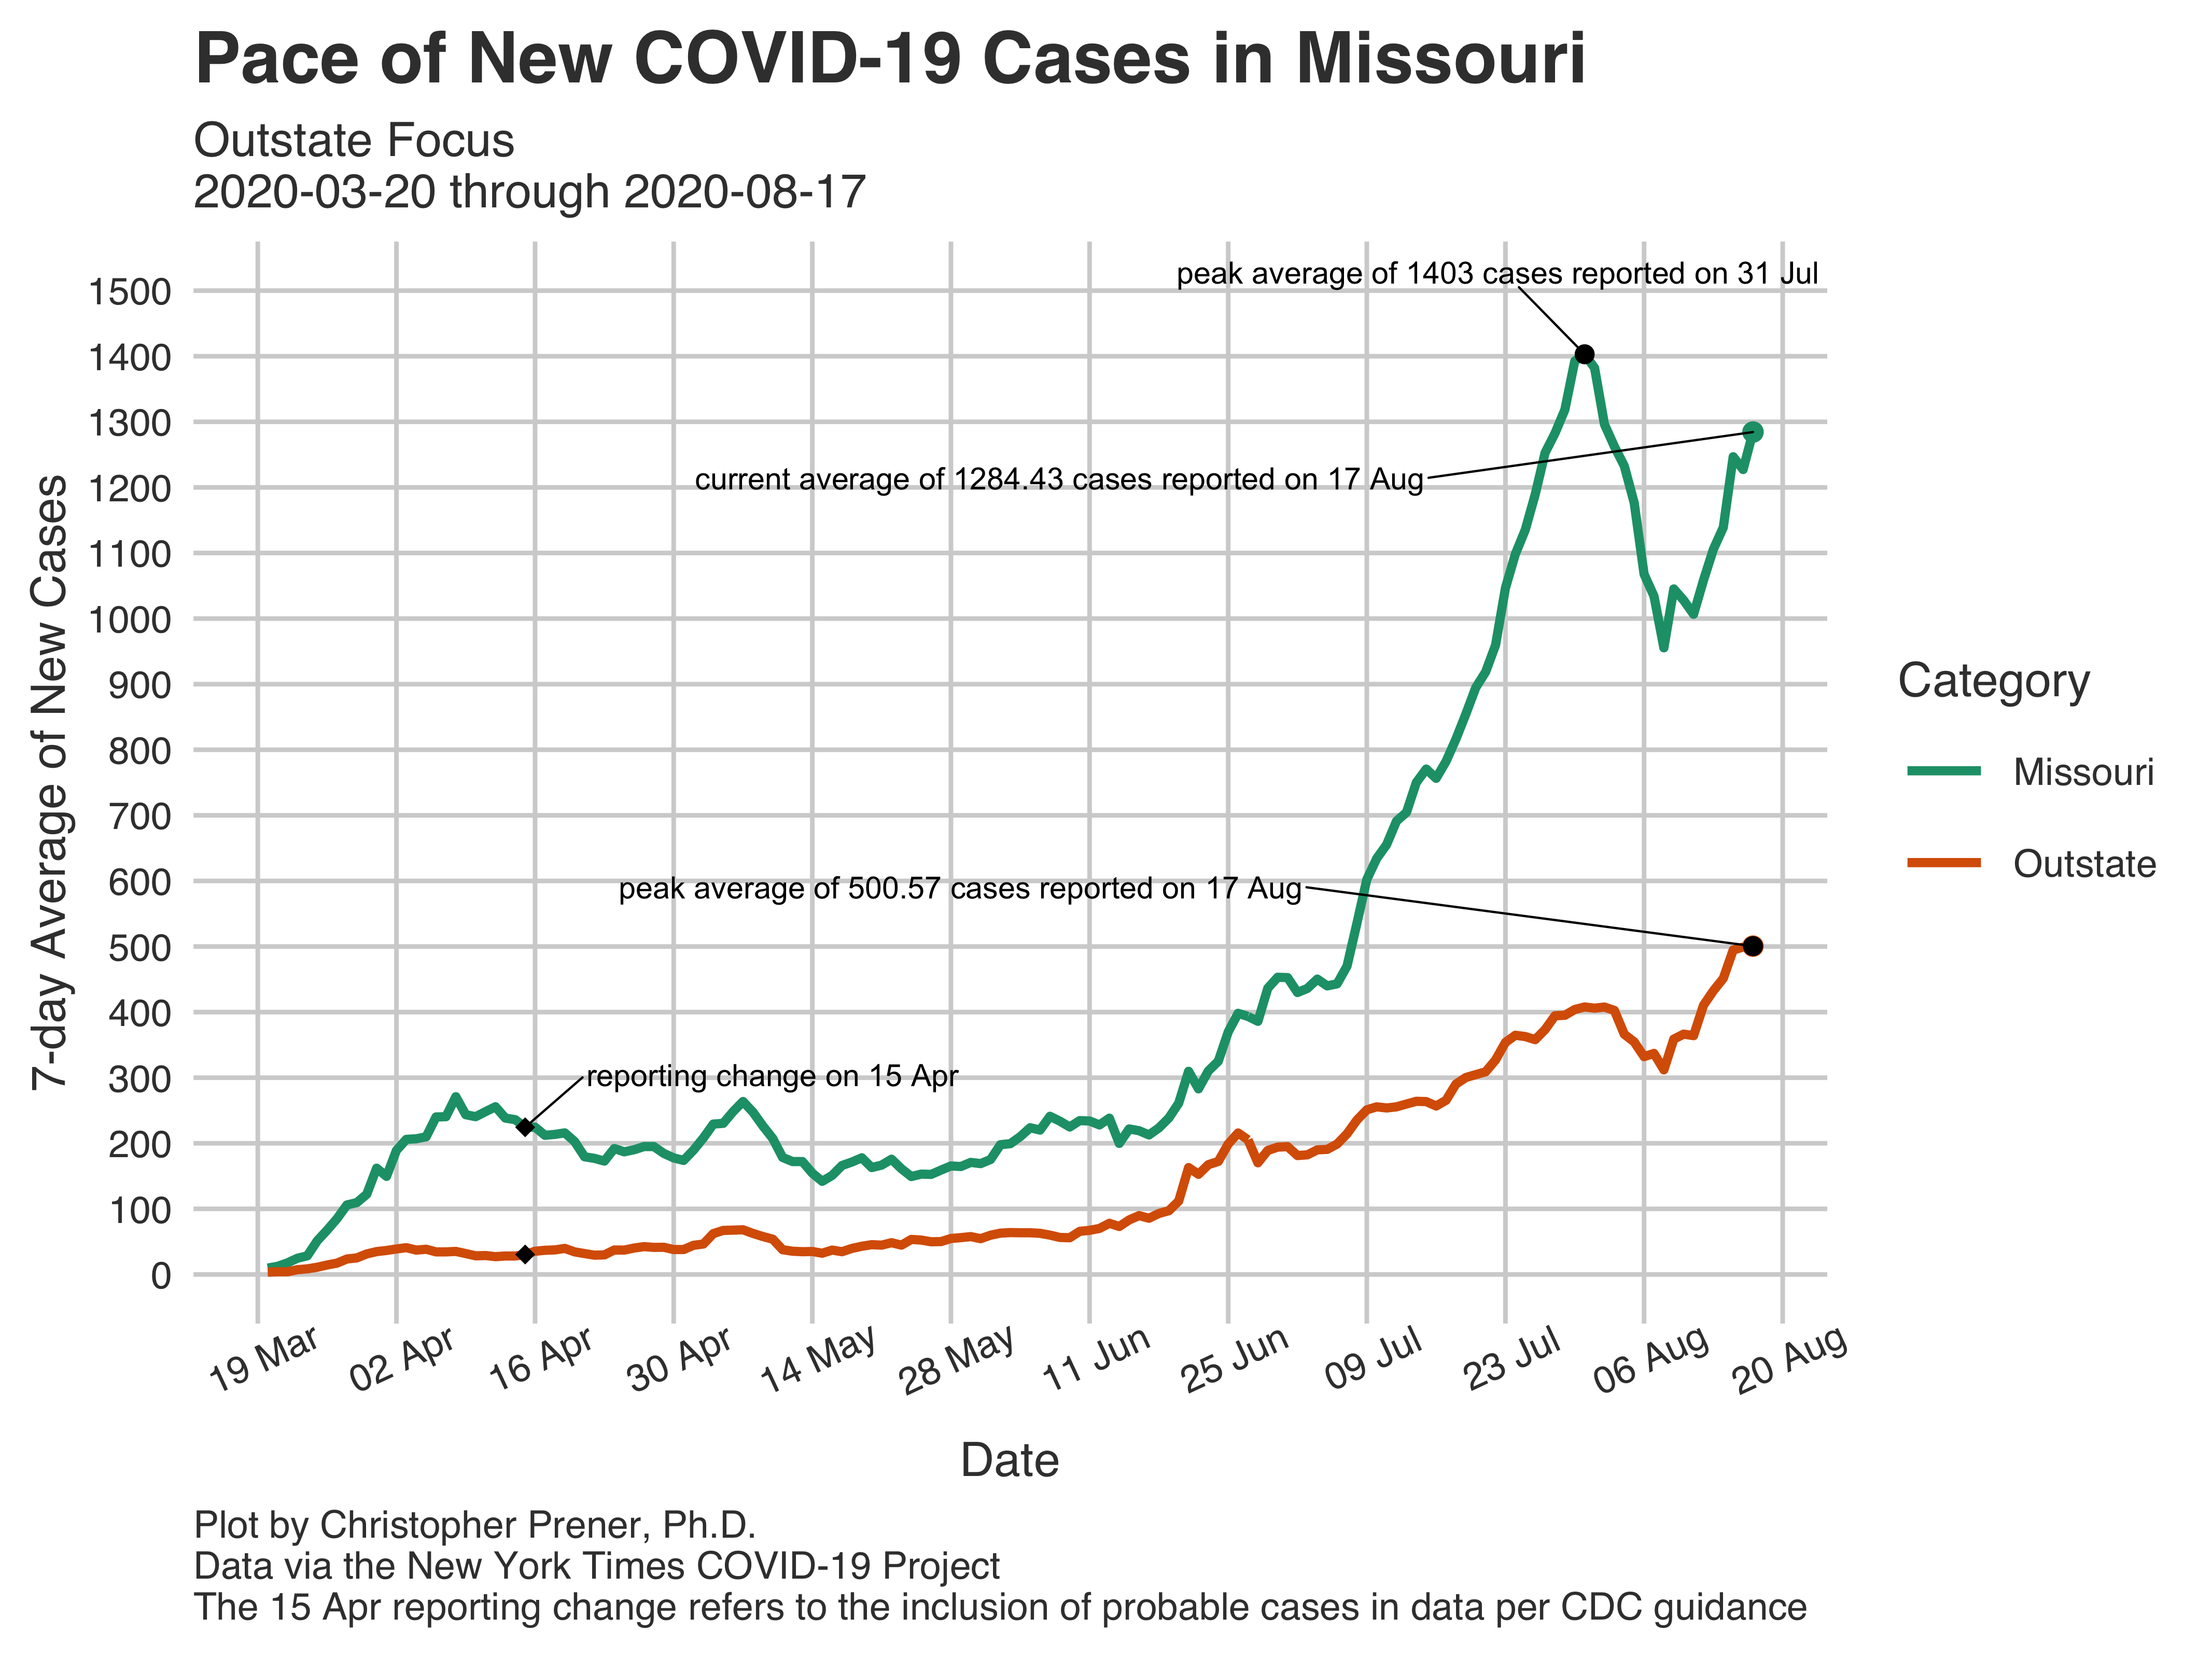 Pace of New COVID-19 Cases in Missouri
Outstate Focus
2020-03-20 through 2020-08-17
7-day Average of New Cases
1500
1400
1300
1200
1100
1000
900
800
700
600
500
400
300
200
100
0
peak average of 1403 cases reported on 31 Jul
current average of 1284.43 cases reported on 17 Aug
peak average of 500.57 cases reported on 17 Aug
reporting change on 15 Apr
Category
Missouri
Outstate
19 Mar
02 Apr
16 Apr
30 Apr
14 May
28 May
11 Jun
25 Jun
09 Jul
23 Jul
06 Aug
20 Aug
Date
Plot by Christopher Prener, Ph.D.
Data via the New York Times COVID-19 Project
The 15 Apr reporting change refers to the inclusion of probable cases in data per CDC guidance